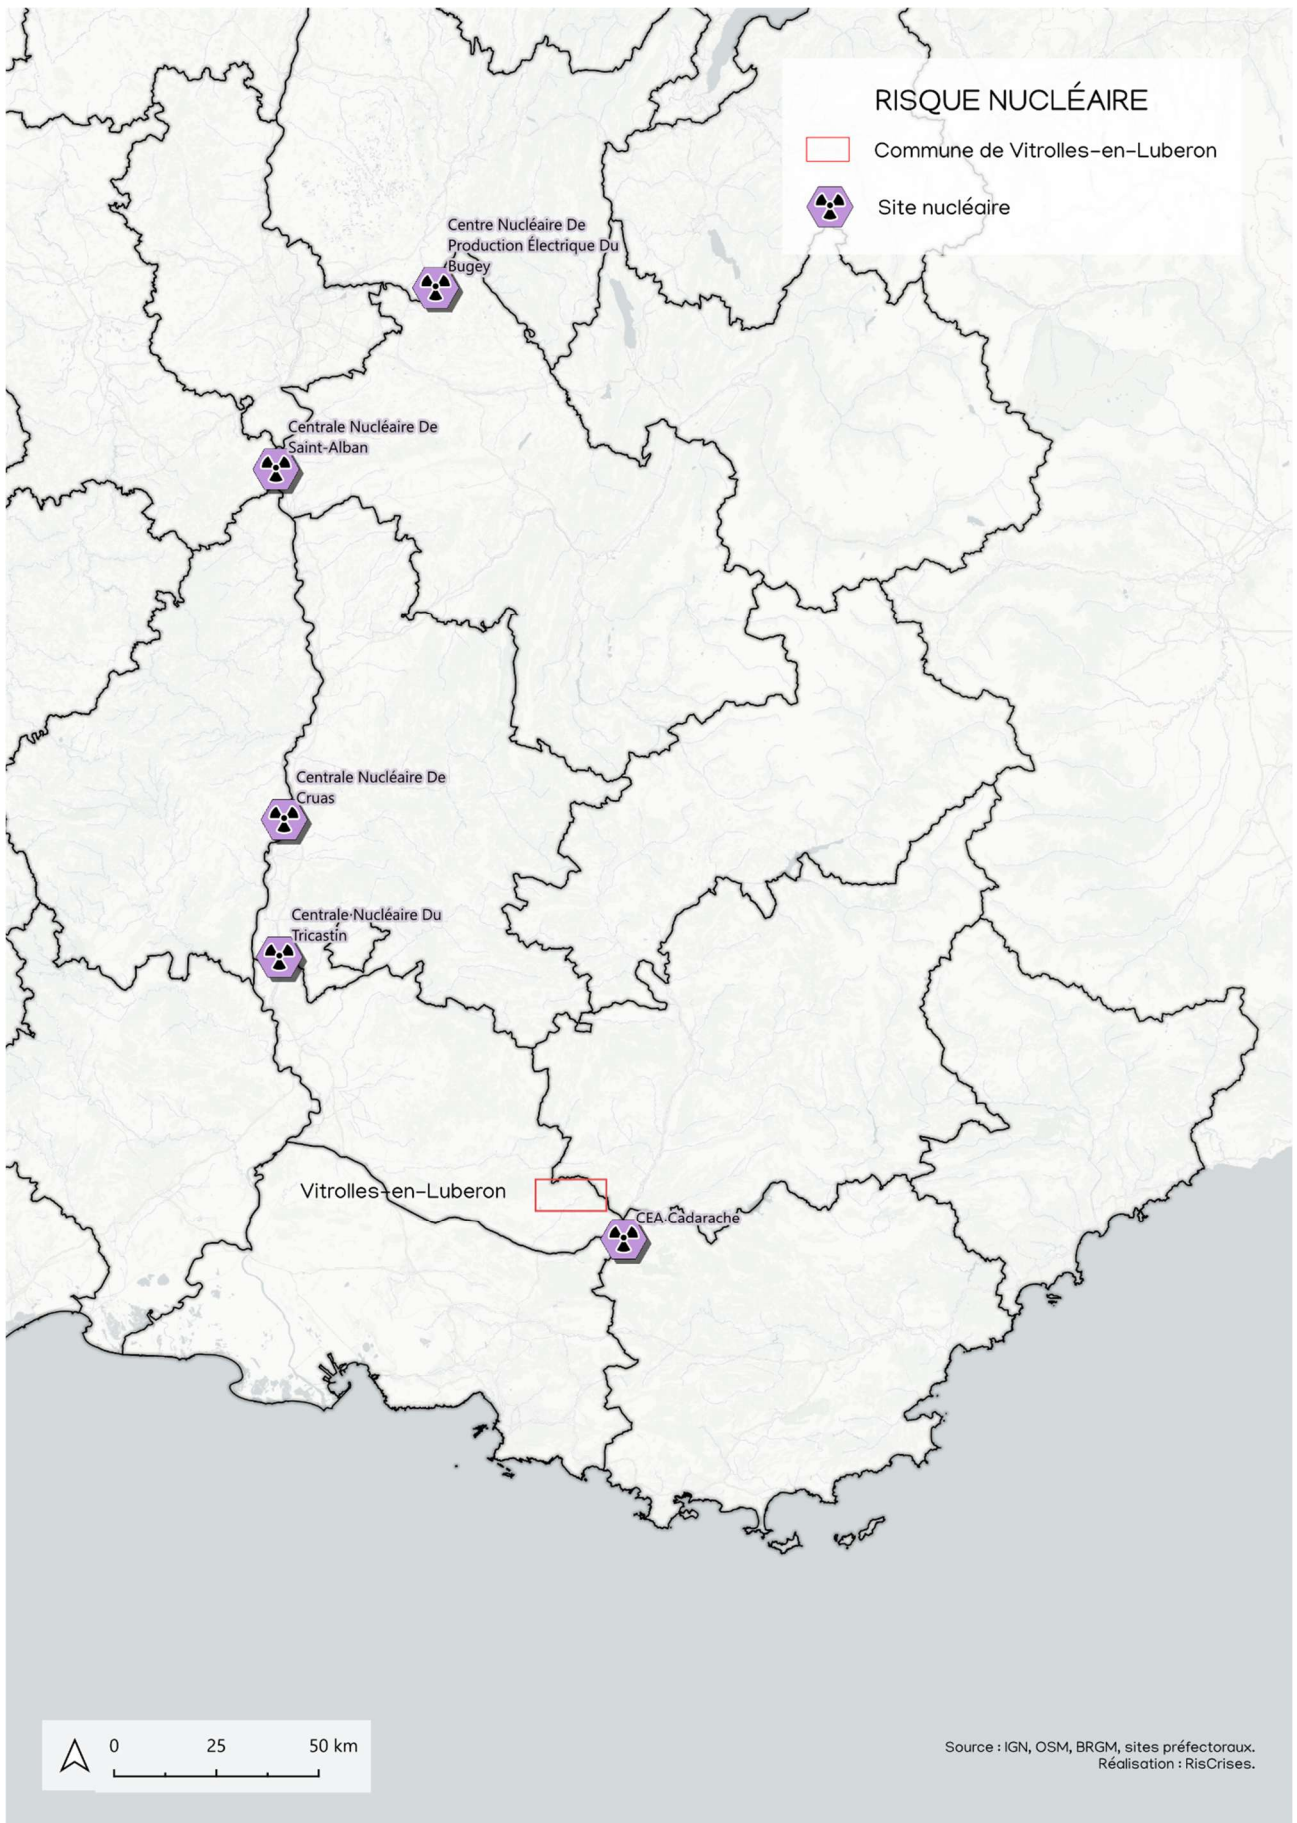 RISQUE NUCLÉAIRE
Commune de Vitrolles-en-Luberon
Site nucléaire
Centre Nucléaire De
Production Électrique Du
Bugey
Centrale Nucléaire De
Saint-Alban
Centrale Nucléaire De
Cruas
Centrale Nucléaire Du
Tricastin
Vitrolles-en-Luberon
CEA Cadarache
0 25 50 km
Source : IGN, OSM, BRGM, sites préfectoraux.
Réalisation : RisCrises.